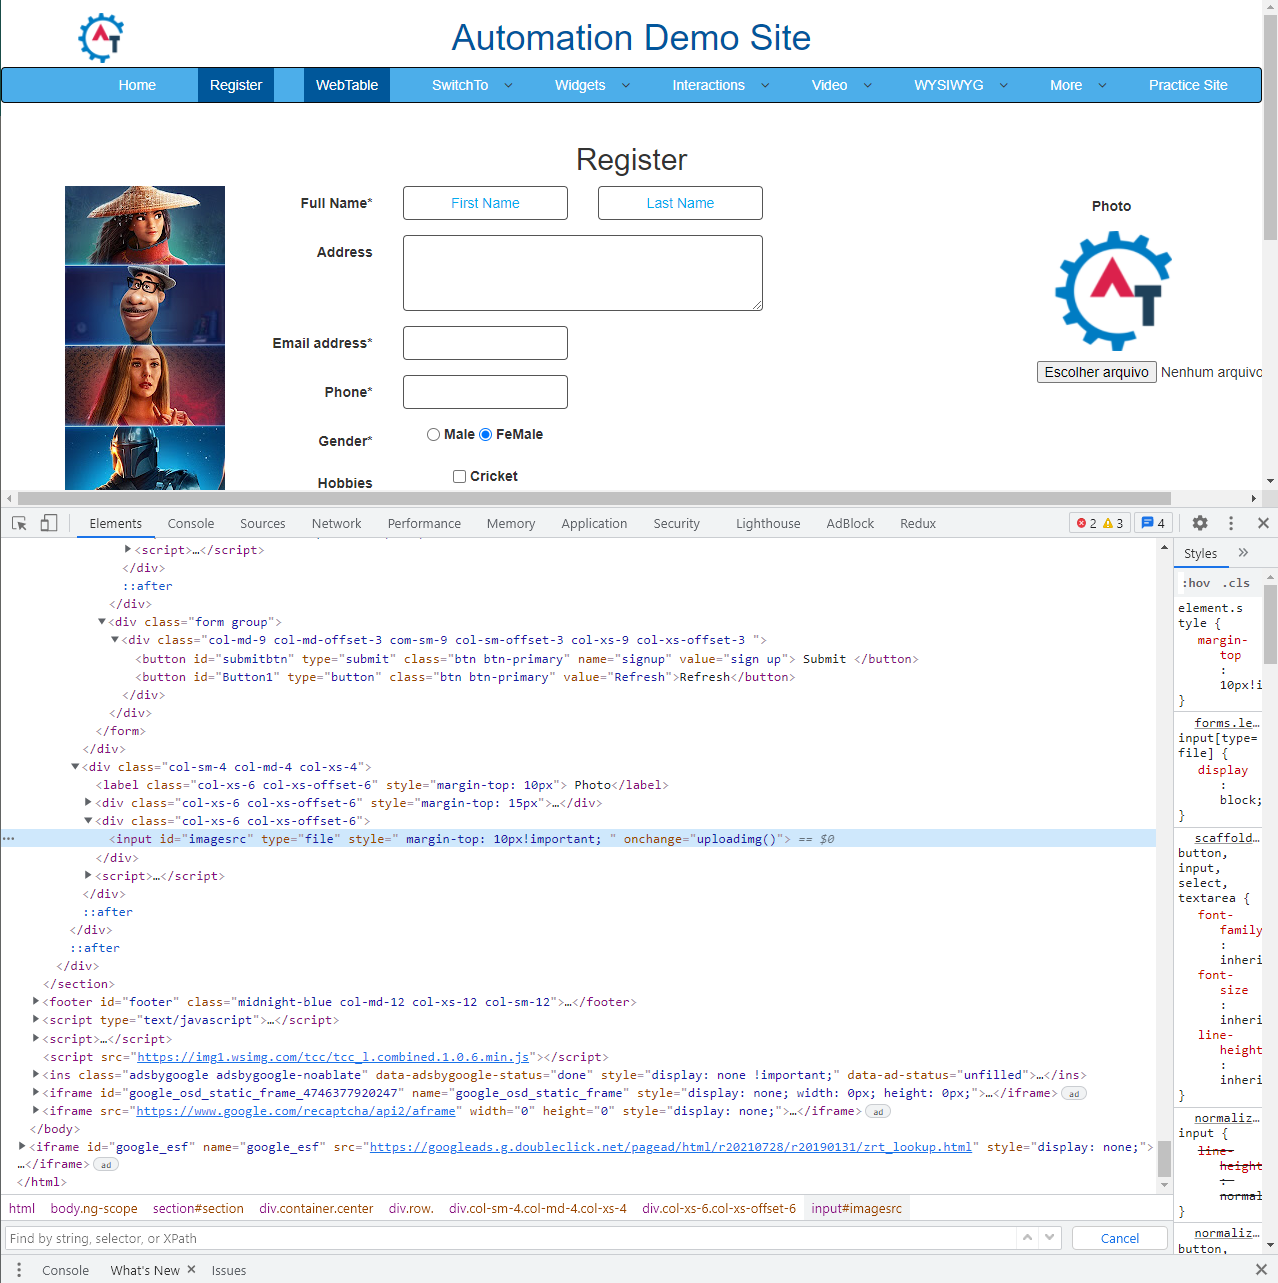 Automation Demo Site
Home Register WebTable SwitchTo Widgets Interactions Video WYSIWYG More Practice Site
Register
Full Name* First Name Last Name
Photo
Address
Email address*
Escolher arquivo Nenhum arquivo
Phone*
Gender* Male FeMale
Hobbies Cricket
Elements Console Sources Network Performance Memory Application Security Lighthouse AdBlock Redux 2 3 4
<script>…</script>
</div>
::after
</div>
<div class="form group">
<div class="col-md-9 col-md-offset-3 com-sm-9 col-sm-offset-3 col-xs-9 col-xs-offset-3 ">
<button id="submitbtn" type="submit" class="btn btn-primary" name="signup" value="sign up"> Submit </button>
<button id="Button1" type="button" class="btn btn-primary" value="Refresh">Refresh</button>
</div>
</div>
</form>
</div>
<div class="col-sm-4 col-md-4 col-xs-4">
<label class="col-xs-6 col-xs-offset-6" style="margin-top: 10px"> Photo</label>
<div class="col-xs-6 col-xs-offset-6" style="margin-top: 15px">…</div>
<div class="col-xs-6 col-xs-offset-6">
<input id="imagesrc" type="file" style=" margin-top: 10px!important; " onchange="uploadimg()"> == $0
</div>
<script>…</script>
</div>
::after
</div>
::after
</div>
</section>
<footer id="footer" class="midnight-blue col-md-12 col-xs-12 col-sm-12">…</footer>
<script type="text/javascript">…</script>
<script>…</script>
<script src="https://img1.wsimg.com/tcc/tcc_l.combined.1.0.6.min.js"></script>
<ins class="adsbygoogle adsbygoogle-noablate" data-adsbygoogle-status="done" style="display: none !important;" data-ad-status="unfilled">…</ins>
<iframe id="google_osd_static_frame_4746377920247" name="google_osd_static_frame" style="display: none; width: 0px; height: 0px;">…</iframe> ad
<iframe src="https://www.google.com/recaptcha/api2/aframe" width="0" height="0" style="display: none;">…</iframe> ad
</body>
<iframe id="google_esf" name="google_esf" src="https://googleads.g.doubleclick.net/pagead/html/r20210728/r20190131/zrt_lookup.html" style="display: none;">
…</iframe> ad
</html>
Styles
:hov .cls
element.s
tyle {
margin-
top
:
10px!i
}
forms.le…
input[type=
file] {
display
:
block;
}
scaffold…
button,
input,
select,
textarea {
font-
family
:
inheri
font-
size
:
inheri
line-
height
:
inheri
}
normaliz…
input {
line-
height
:
normal
}
normaliz…
button,
html body.ng-scope section#section div.container.center div.row. div.col-sm-4.col-md-4.col-xs-4 div.col-xs-6.col-xs-offset-6 input#imagesrc
Find by string, selector, or XPath Cancel
Console What's New Issues